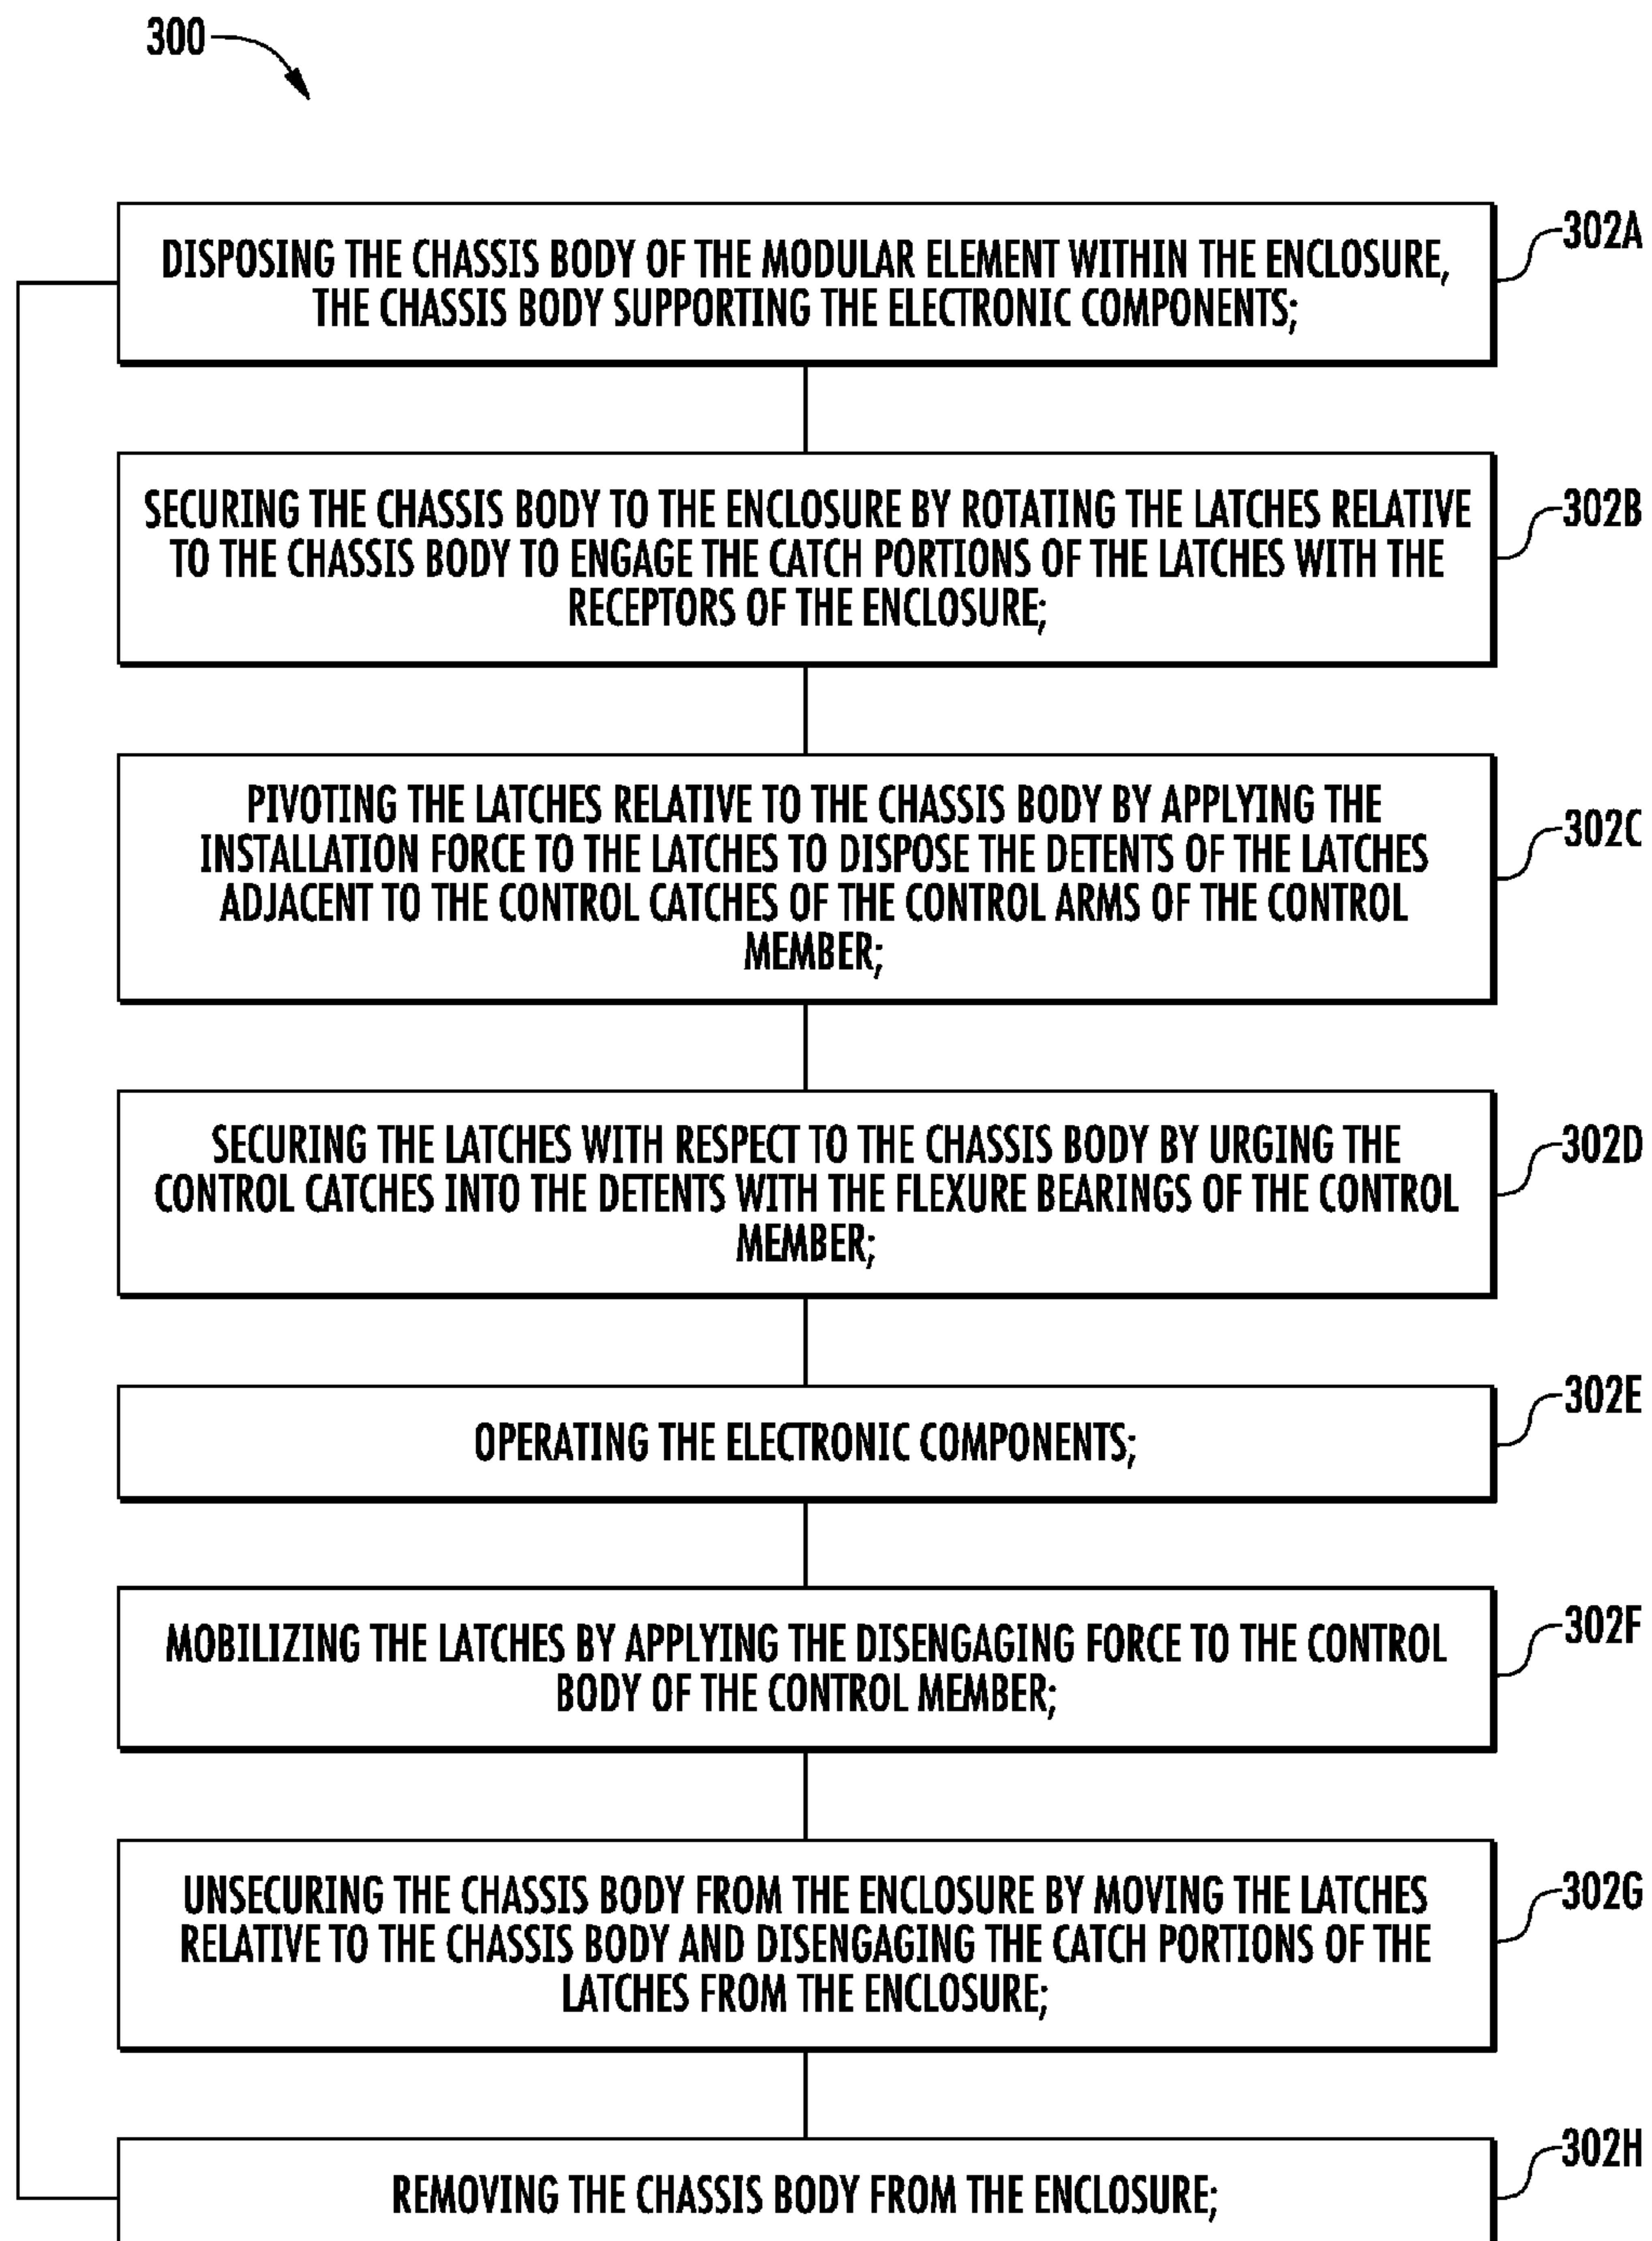 300
DISPOSING THE CHASSIS BODY OF THE MODULAR ELEMENT WITHIN THE ENCLOSURE,
THE CHASSIS BODY SUPPORTING THE ELECTRONIC COMPONENTS;
302A
SECURING THE CHASSIS BODY TO THE ENCLOSURE BY ROTATING THE LATCHES RELATIVE
TO THE CHASSIS BODY TO ENGAGE THE CATCH PORTIONS OF THE LATCHES WITH THE
RECEPTORS OF THE ENCLOSURE;
302B
PIVOTING THE LATCHES RELATIVE TO THE CHASSIS BODY BY APPLYING THE
INSTALLATION FORCE TO THE LATCHES TO DISPOSE THE DETENTS OF THE LATCHES
ADJACENT TO THE CONTROL CATCHES OF THE CONTROL ARMS OF THE CONTROL
MEMBER;
302C
SECURING THE LATCHES WITH RESPECT TO THE CHASSIS BODY BY URGING THE
CONTROL CATCHES INTO THE DETENTS WITH THE FLEXURE BEARINGS OF THE CONTROL
MEMBER;
302D
OPERATING THE ELECTRONIC COMPONENTS;
302E
MOBILIZING THE LATCHES BY APPLYING THE DISENGAGING FORCE TO THE CONTROL
BODY OF THE CONTROL MEMBER;
302F
UNSECURING THE CHASSIS BODY FROM THE ENCLOSURE BY MOVING THE LATCHES
RELATIVE TO THE CHASSIS BODY AND DISENGAGING THE CATCH PORTIONS OF THE
LATCHES FROM THE ENCLOSURE;
302G
REMOVING THE CHASSIS BODY FROM THE ENCLOSURE;
302H